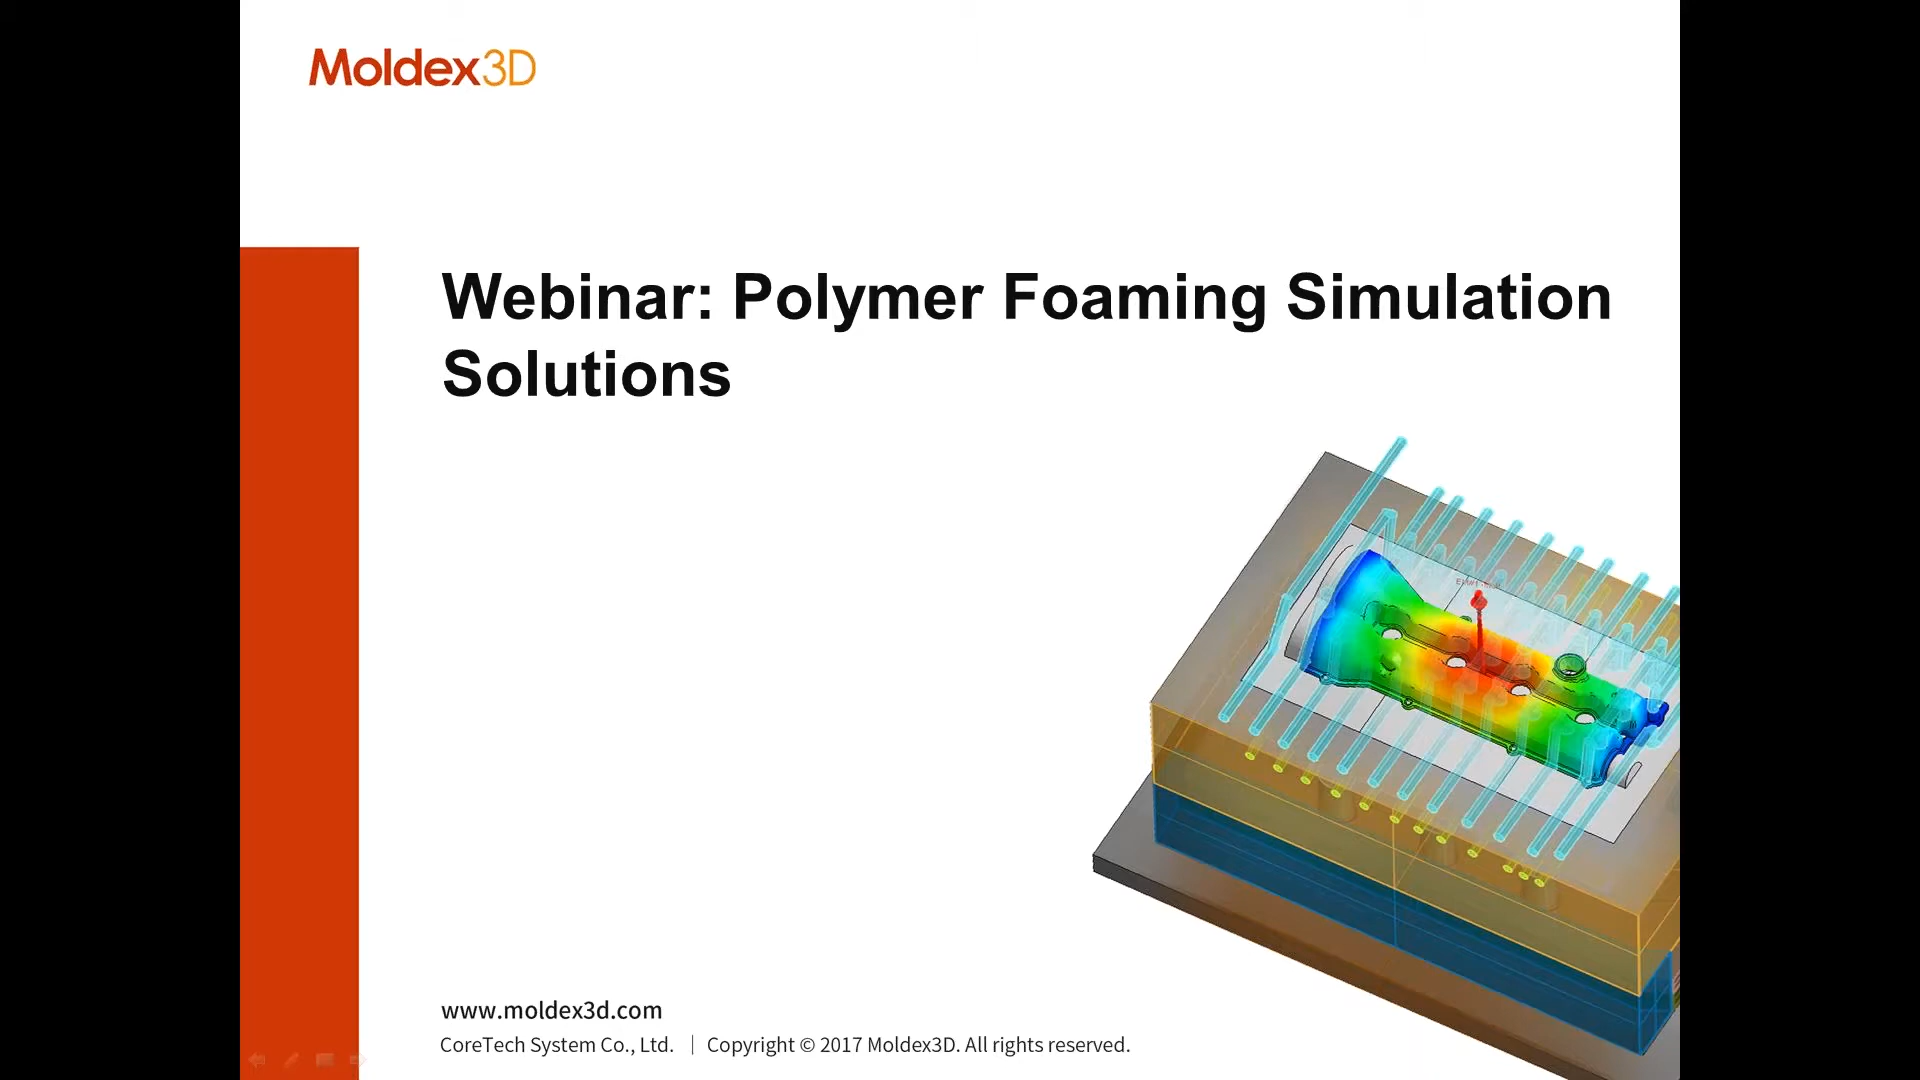 Moldex3D
Webinar: Polymer Foaming Simulation
Solutions
www.moldex3d.com
CoreTech System Co., Ltd. | Copyright © 2017 Moldex3D. All rights reserved.